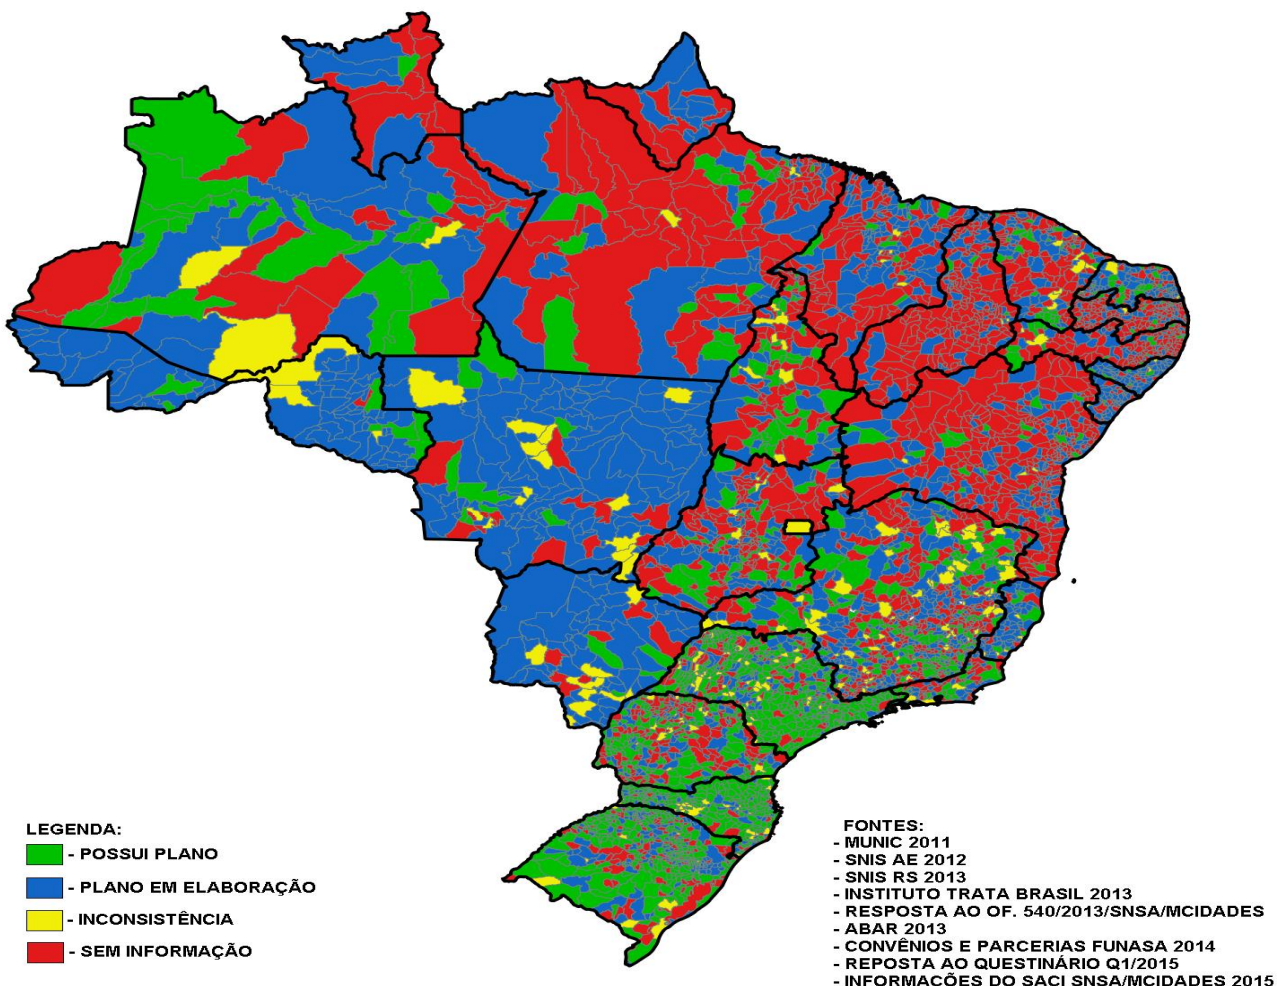 LEGENDA:
- POSSUI PLANO
- PLANO EM ELABORAÇÃO
- INCONSISTÊNCIA
- SEM INFORMAÇÃO
FONTES:
- MUNIC 2011
- SNIS AE 2012
- SNIS RS 2013
- INSTITUTO TRATA BRASIL 2013
- RESPOSTA AO OF. 540/2013/SNSA/MCIDADES
- ABAR 2013
- CONVÊNIOS E PARCERIAS FUNASA 2014
- REPOSTA AO QUESTINÁRIO Q1/2015
- INFORMAÇÕES DO SACI SNSA/MCIDADES 2015